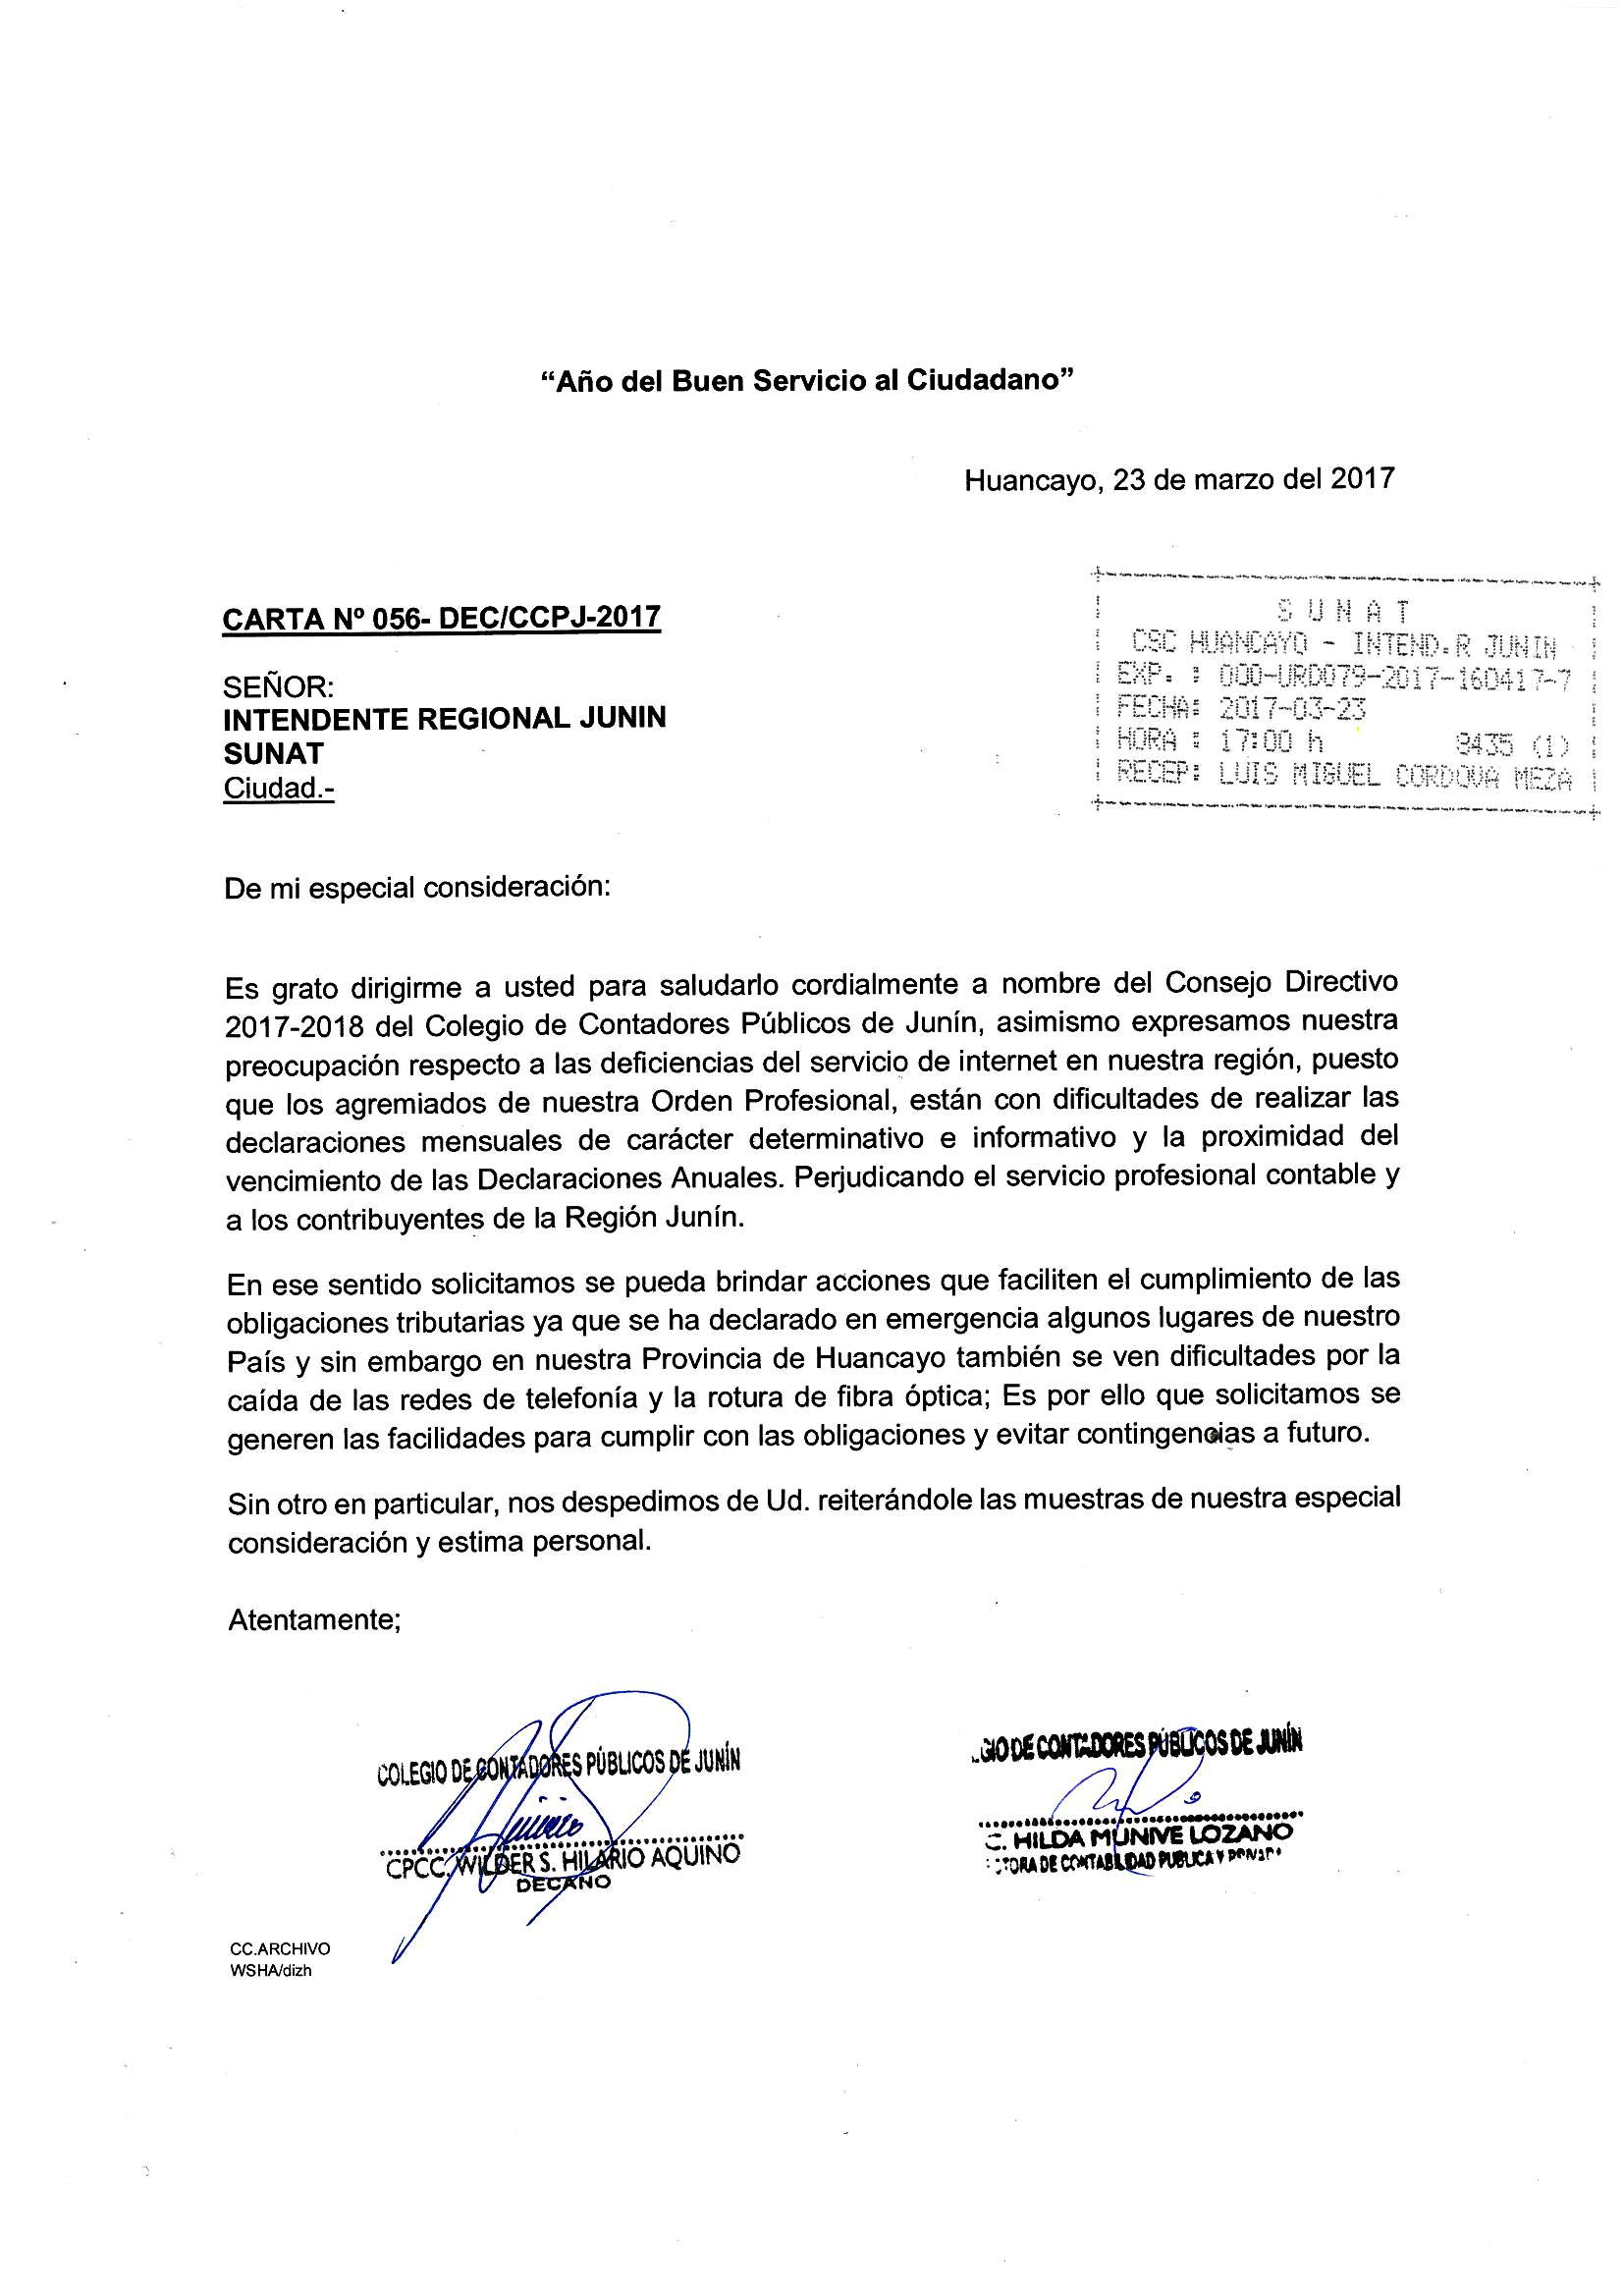 “Año del Buen Servicio al Ciudadano”
Huancayo, 23 de marzo del 2017
CARTA Nº 056- DEC/CCPJ-2017
S U N A T
CSC HUANCAYO - INTEND.R JUNIN
EXP. : 000-URD079-2017-160417-7
FECHA: 2017-03-23
HORA : 17:00 h 8435 (1)
RECEP: LUIS MIGUEL CORDOVA MEZA
SEÑOR:
INTENDENTE REGIONAL JUNIN
SUNAT
Ciudad.-
De mi especial consideración:
Es grato dirigirme a usted para saludarlo cordialmente a nombre del Consejo Directivo
2017-2018 del Colegio de Contadores Públicos de Junín, asimismo expresamos nuestra
preocupación respecto a las deficiencias del servicio de internet en nuestra región, puesto
que los agremiados de nuestra Orden Profesional, están con dificultades de realizar las
declaraciones mensuales de carácter determinativo e informativo y la proximidad del
vencimiento de las Declaraciones Anuales. Perjudicando el servicio profesional contable y
a los contribuyentes de la Región Junín.
En ese sentido solicitamos se pueda brindar acciones que faciliten el cumplimiento de las
obligaciones tributarias ya que se ha declarado en emergencia algunos lugares de nuestro
País y sin embargo en nuestra Provincia de Huancayo también se ven dificultades por la
caída de las redes de telefonía y la rotura de fibra óptica; Es por ello que solicitamos se
generen las facilidades para cumplir con las obligaciones y evitar contingencias a futuro.
Sin otro en particular, nos despedimos de Ud. reiterándole las muestras de nuestra especial
consideración y estima personal.
Atentamente;
COLEGIO DE CONTADORES PÚBLICOS DE JUNÍN
CPCC. WILDER S. HILARIO AQUINO
DECANO
GIO DE CONTADORES PÚBLICOS DE JUNÍN
C. HILDA MUNIVE LOZANO
TORA DE CONTABILIDAD PUBLICA Y
CC.ARCHIVO
WSHA/dizh